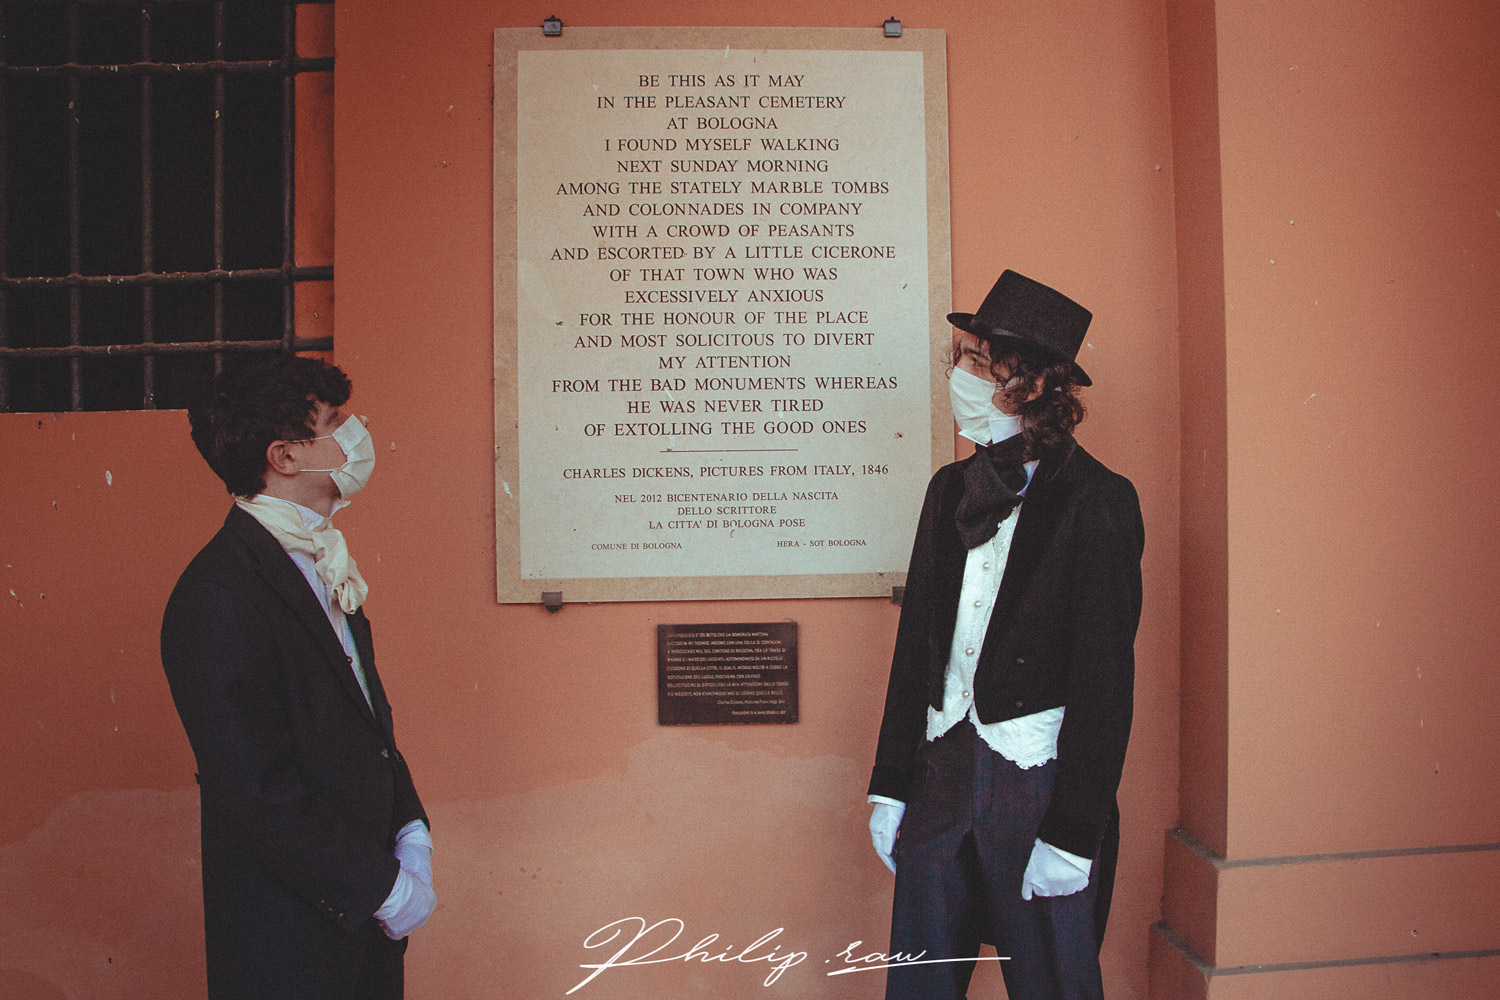 BE THIS AS IT MAY
IN THE PLEASANT CEMETERY
AT BOLOGNA
I FOUND MYSELF WALKING
NEXT SUNDAY MORNING
AMONG THE STATELY MARBLE TOMBS
AND COLONNADES IN COMPANY
WITH A CROWD OF PEASANTS
AND ESCORTED BY A LITTLE CICERONE
OF THAT TOWN WHO WAS
EXCESSIVELY ANXIOUS
FOR THE HONOUR OF THE PLACE
AND MOST SOLICITOUS TO DIVERT
MY ATTENTION
FROM THE BAD MONUMENTS WHEREAS
HE WAS NEVER TIRED
OF EXTOLLING THE GOOD ONES
CHARLES DICKENS, PICTURES FROM ITALY, 1846
NEL 2012 BICENTENARIO DELLA NASCITA
DELLO SCRITTORE
LA CITTA' DI BOLOGNA POSE
COMUNE DI BOLOGNA HERA - SOT BOLOGNA
Philip.raw